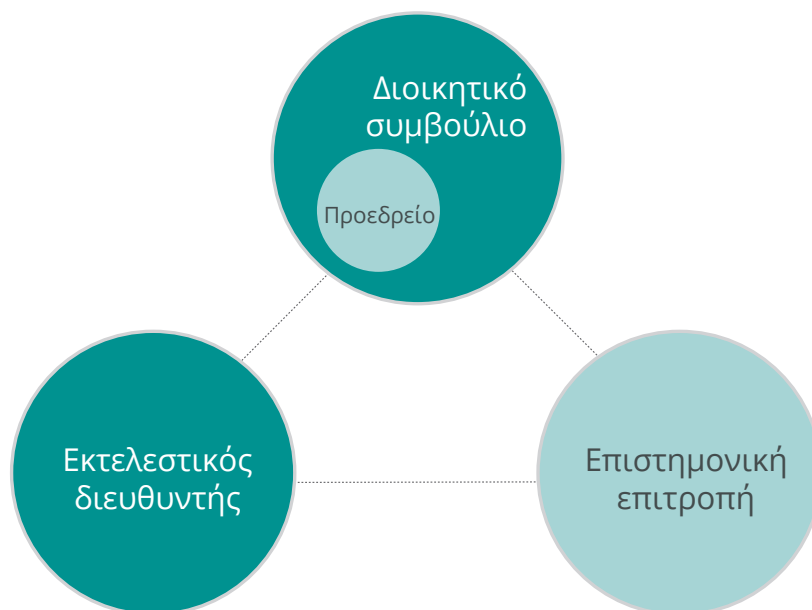 Διοικητικό
συμβούλιο
Προεδρείο
Εκτελεστικός
διευθυντής
Επιστημονική
επιτροπή